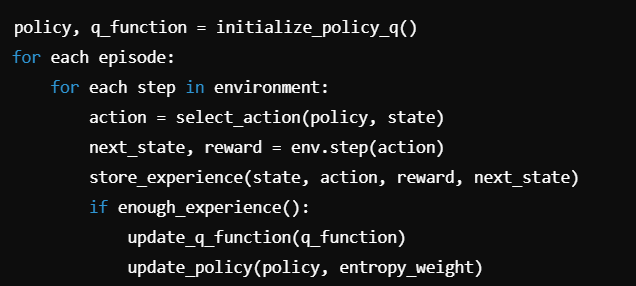 policy, q_function = initialize_policy_q()
for each episode:
    for each step in environment:
        action = select_action(policy, state)
        next_state, reward = env.step(action)
        store_experience(state, action, reward, next_state)
        if enough_experience():
            update_q_function(q_function)
            update_policy(policy, entropy_weight)